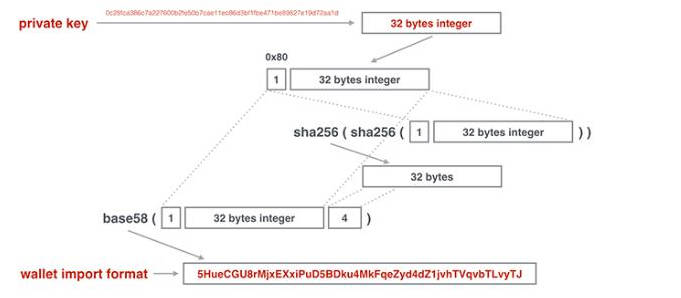 private key
32 bytes integer
0x80
1 32 bytes integer
sha256 ( sha256 ( 1 32 bytes integer ) )
32 bytes
base58 ( 1 32 bytes integer 4 )
wallet import format 5HueCGU8rMjxEXxiPuD5BDku4MkFqeZyd4dZ1jvhTVqvbTLvyTJ